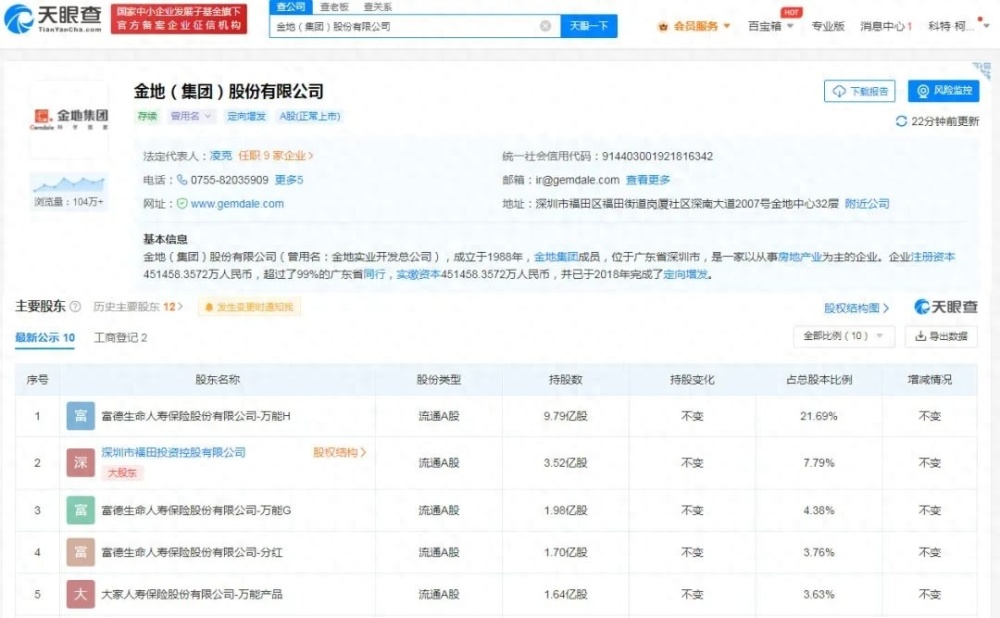 天眼查
TianYanCha.com
国家中小企业发展子基金旗下
官方备案企业征信机构
查公司 查老板 查关系
金地（集团）股份有限公司 天眼一下
会员服务 百宝箱 HOT 专业版 消息中心1 科特·柯...
金地集团
Gemdale 科学筑家
浏览量：104万+
金地（集团）股份有限公司
下载报告 风险监控
存续 曾用名 定向增发 A股(正常上市)
22分钟前更新
法定代表人：凌克 任职9家企业> 统一社会信用代码：914403001921816342
电话：0755-82035909 更多5 邮箱：ir@gemdale.com 查看更多
网址：www.gemdale.com 地址：深圳市福田区福田街道岗厦社区深南大道2007号金地中心32层 附近公司
基本信息
金地（集团）股份有限公司（曾用名：金地实业开发总公司），成立于1988年，金地集团成员，位于广东省深圳市，是一家以从事房地产业为主的企业。企业注册资本
451458.3572万人民币，超过了99%的广东省同行，实缴资本451458.3572万人民币，并已于2018年完成了定向增发。
主要股东 历史主要股东 12> 发生变更时通知我 股权结构图> 天眼查
最新公示 10 工商登记 2 全部比例（10） 导出数据
序号 股东名称 股份类型 持股数 持股变化 占总股本比例 增减情况
1 富 富德生命人寿保险股份有限公司-万能H 流通A股 9.79亿股 不变 21.69% 不变
2 深 深圳市福田投资控股有限公司 股权结构> 流通A股 3.52亿股 不变 7.79% 不变
大股东
3 富 富德生命人寿保险股份有限公司-万能G 流通A股 1.98亿股 不变 4.38% 不变
4 富 富德生命人寿保险股份有限公司-分红 流通A股 1.70亿股 不变 3.76% 不变
5 大 大家人寿保险股份有限公司-万能产品 流通A股 1.64亿股 不变 3.63% 不变